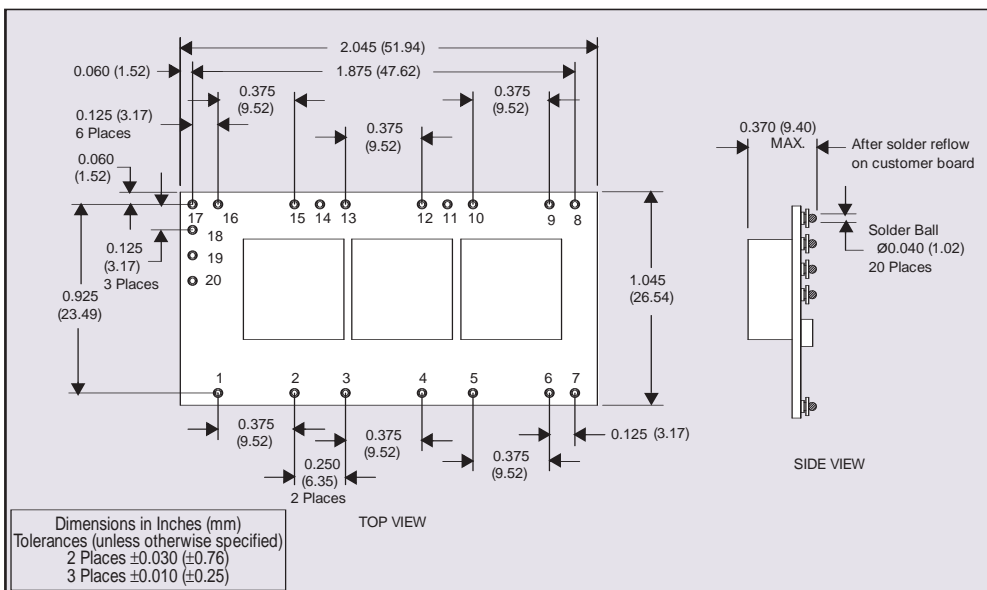 2.045 (51.94)
0.060 (1.52)
1.875 (47.62)
0.375
(9.52)
0.375
(9.52)
0.125 (3.17)
6 Places
0.375
(9.52)
0.370 (9.40)
MAX.
After solder reflow
on customer board
0.060
(1.52)
17 16 15 14 13 12 11 10 9 8
18
19
20
0.125
(3.17)
3 Places
Solder Ball
Ø0.040 (1.02)
20 Places
0.925
(23.49)
1.045
(26.54)
1 2 3 4 5 6 7
0.375
(9.52)
0.375
(9.52)
0.125 (3.17)
0.250
(6.35)
2 Places
0.375
(9.52)
SIDE VIEW
TOP VIEW
Dimensions in Inches (mm)
Tolerances (unless otherwise specified)
2 Places ±0.030 (±0.76)
3 Places ±0.010 (±0.25)